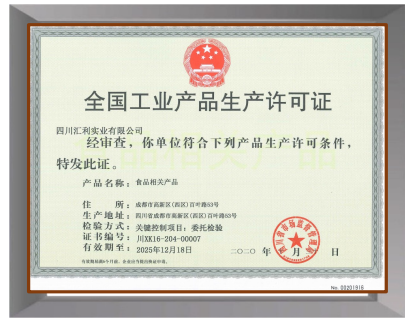 全国工业产品生产许可证
四川汇利实业有限公司
经审查，你单位符合下列产品生产许可条件，
特发此证。
产品名称：食品相关产品
住 所：成都市高新区(西区)百叶路63号
生产地址：四川省成都市高新区(西区)百叶路63号
检验方式：关键控制项目：委托检验
证书编号：川XK16-204-00007
有效期至：2025年12月18日
二〇二〇 年 月 日
No. 00201916